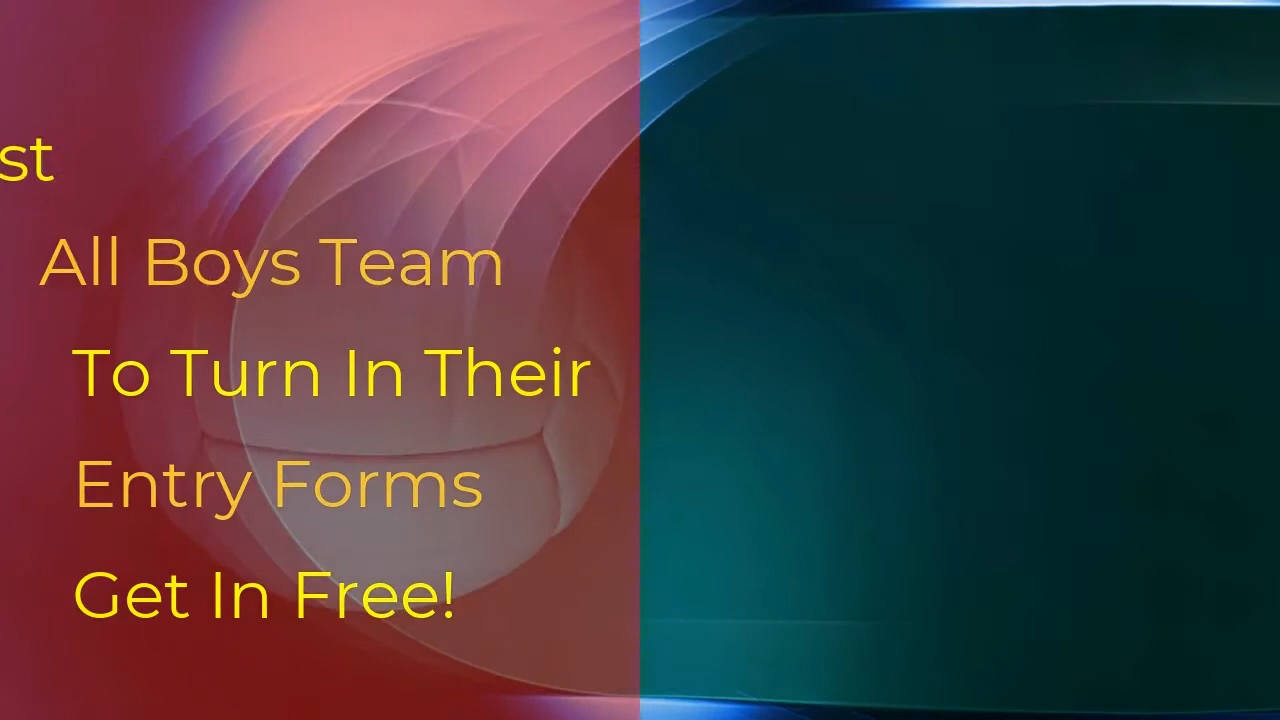 st
All Boys Team
To Turn In Their
Entry Forms
Get In Free!